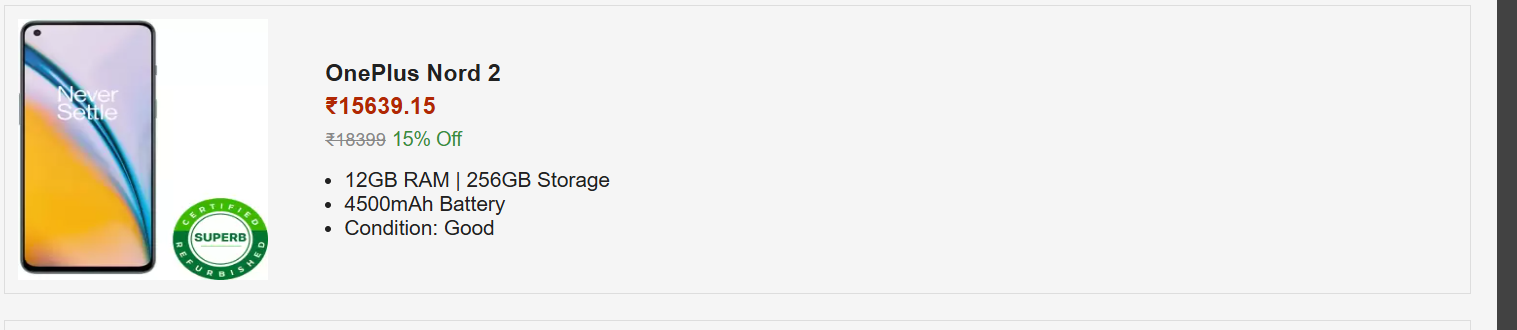 Never
Settle
CERTIFIED
SUPERB
REFURBISHED
OnePlus Nord 2
₹15639.15
₹18399 15% Off
12GB RAM | 256GB Storage
4500mAh Battery
Condition: Good